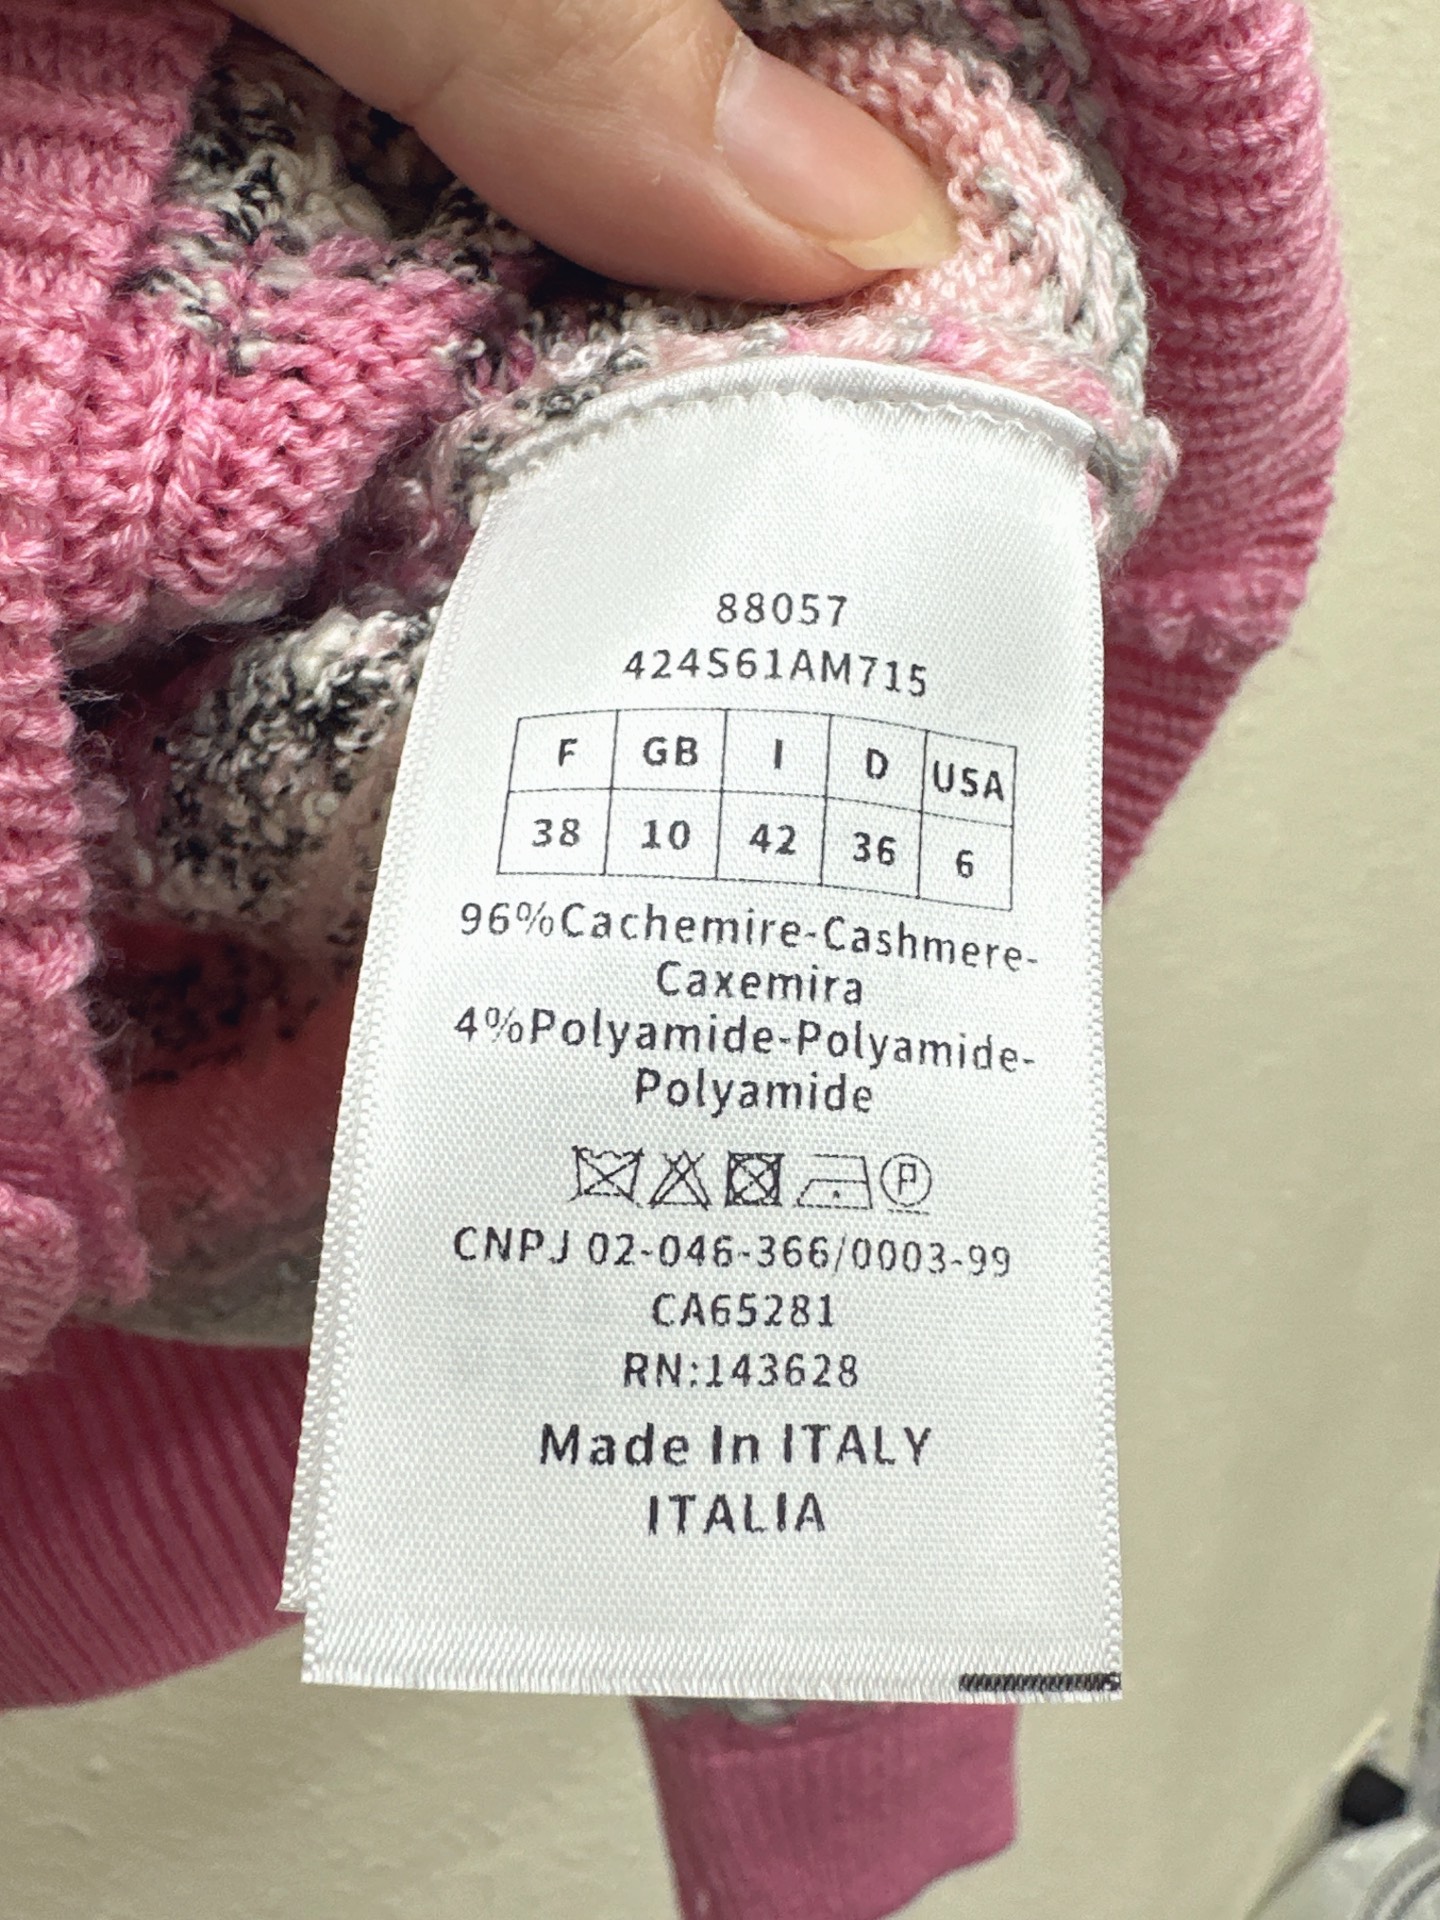 88057
424S61AM715
F GB I D USA
38 10 42 36 6
96%Cachemire-Cashmere-
Caxemira
4%Polyamide-Polyamide-
Polyamide
P
CNPJ 02-046-366/0003-99
CA65281
RN:143628
Made In ITALY
ITALIA